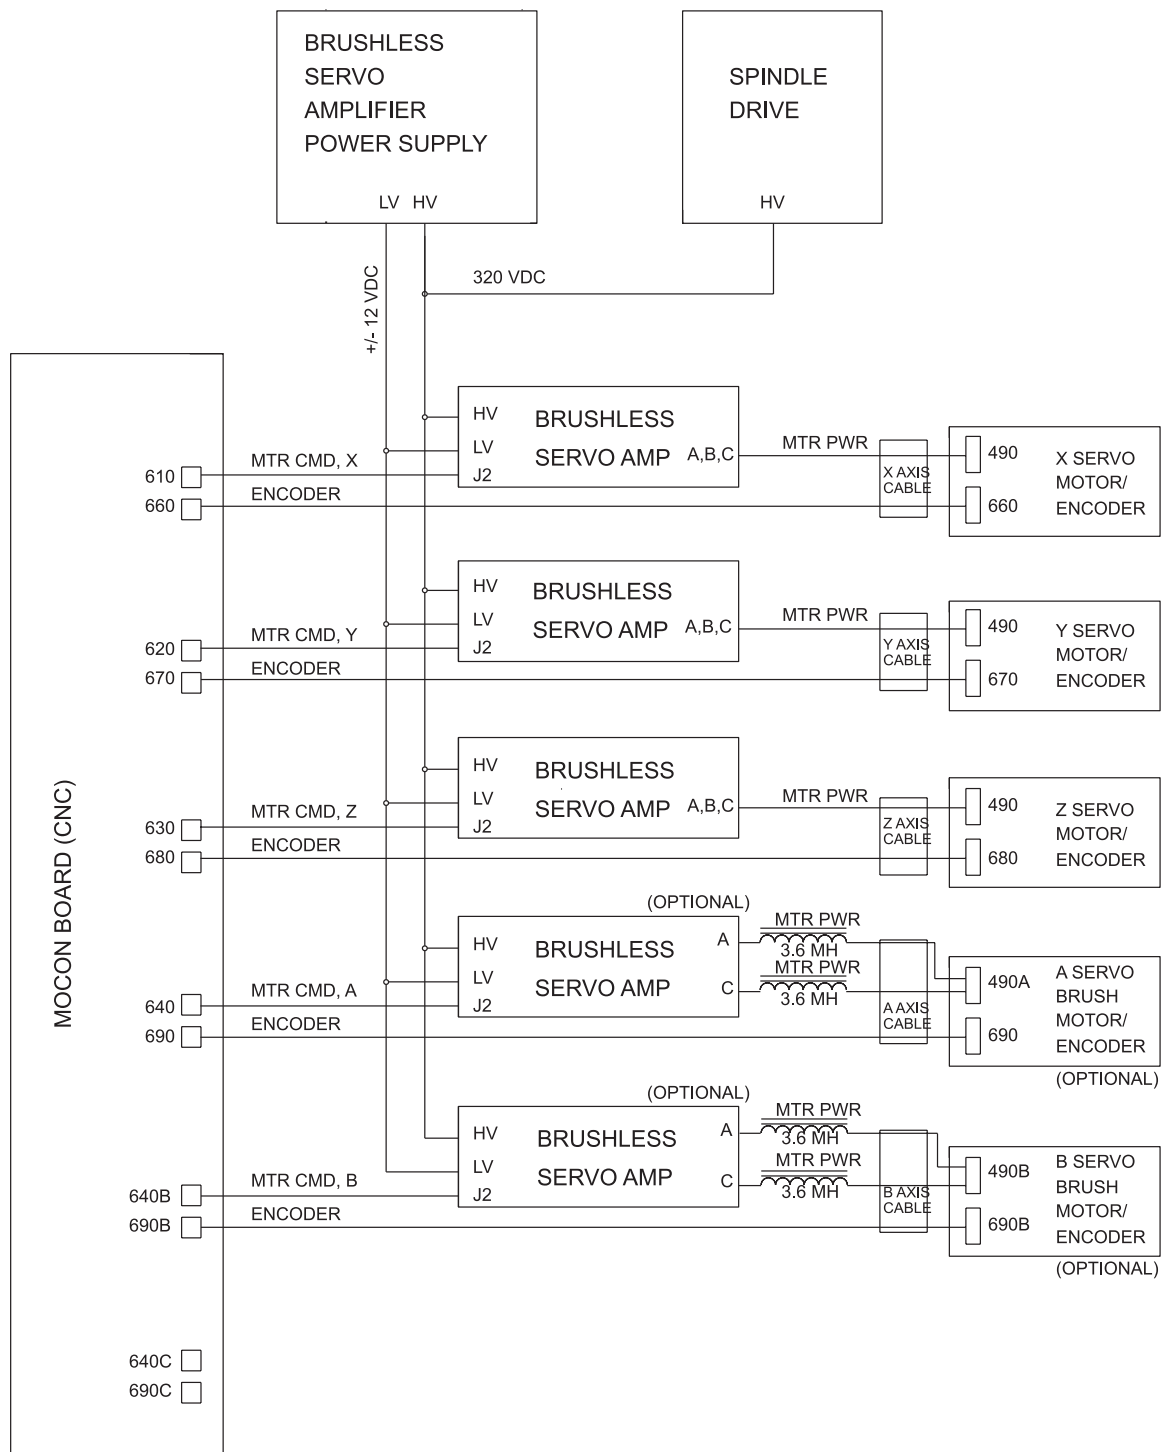 BRUSHLESS
SERVO
AMPLIFIER
POWER SUPPLY
LV HV
SPINDLE
DRIVE
HV
+/- 12 VDC
320 VDC
MOCON BOARD (CNC)
HV
BRUSHLESS
LV
SERVO AMP
A,B,C
J2
MTR PWR
610
MTR CMD, X
660
ENCODER
X AXIS
CABLE
490
660
X SERVO
MOTOR/
ENCODER
HV
BRUSHLESS
LV
SERVO AMP
A,B,C
J2
MTR PWR
620
MTR CMD, Y
670
ENCODER
Y AXIS
CABLE
490
670
Y SERVO
MOTOR/
ENCODER
HV
BRUSHLESS
LV
SERVO AMP
A,B,C
J2
MTR PWR
630
MTR CMD, Z
680
ENCODER
Z AXIS
CABLE
490
680
Z SERVO
MOTOR/
ENCODER
(OPTIONAL)
HV
BRUSHLESS
A
LV
SERVO AMP
C
J2
MTR PWR
3.6 MH
MTR PWR
3.6 MH
640
MTR CMD, A
690
ENCODER
A AXIS
CABLE
490A
690
A SERVO
BRUSH
MOTOR/
ENCODER
(OPTIONAL)
(OPTIONAL)
HV
BRUSHLESS
A
LV
SERVO AMP
C
J2
MTR PWR
3.6 MH
MTR PWR
3.6 MH
640B
MTR CMD, B
690B
ENCODER
B AXIS
CABLE
490B
690B
B SERVO
BRUSH
MOTOR/
ENCODER
(OPTIONAL)
640C
690C